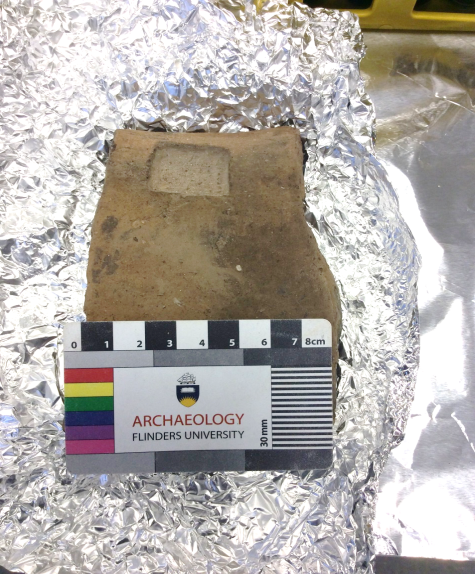 0 1 2 3 4 5 6 7 8cm
ARCHAEOLOGY
FLINDERS UNIVERSITY
30 mm